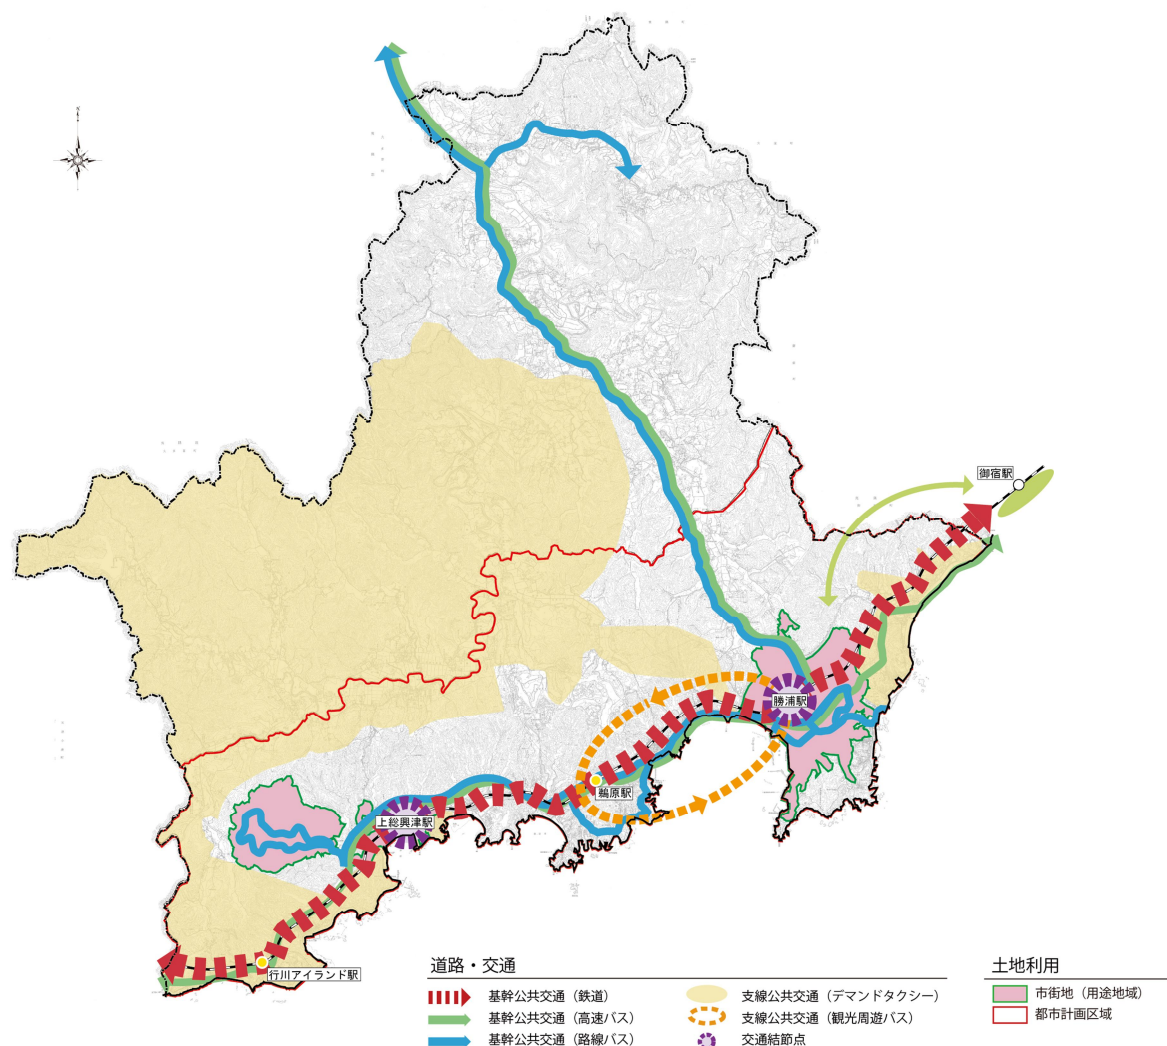 N
御宿駅
勝浦駅
鵜原駅
上総興津駅
行川アイランド駅
道路・交通
基幹公共交通（鉄道）
基幹公共交通（高速バス）
基幹公共交通（路線バス）
支線公共交通（デマンドタクシー）
支線公共交通（観光周遊バス）
交通結節点
土地利用
市街地（用途地域）
都市計画区域